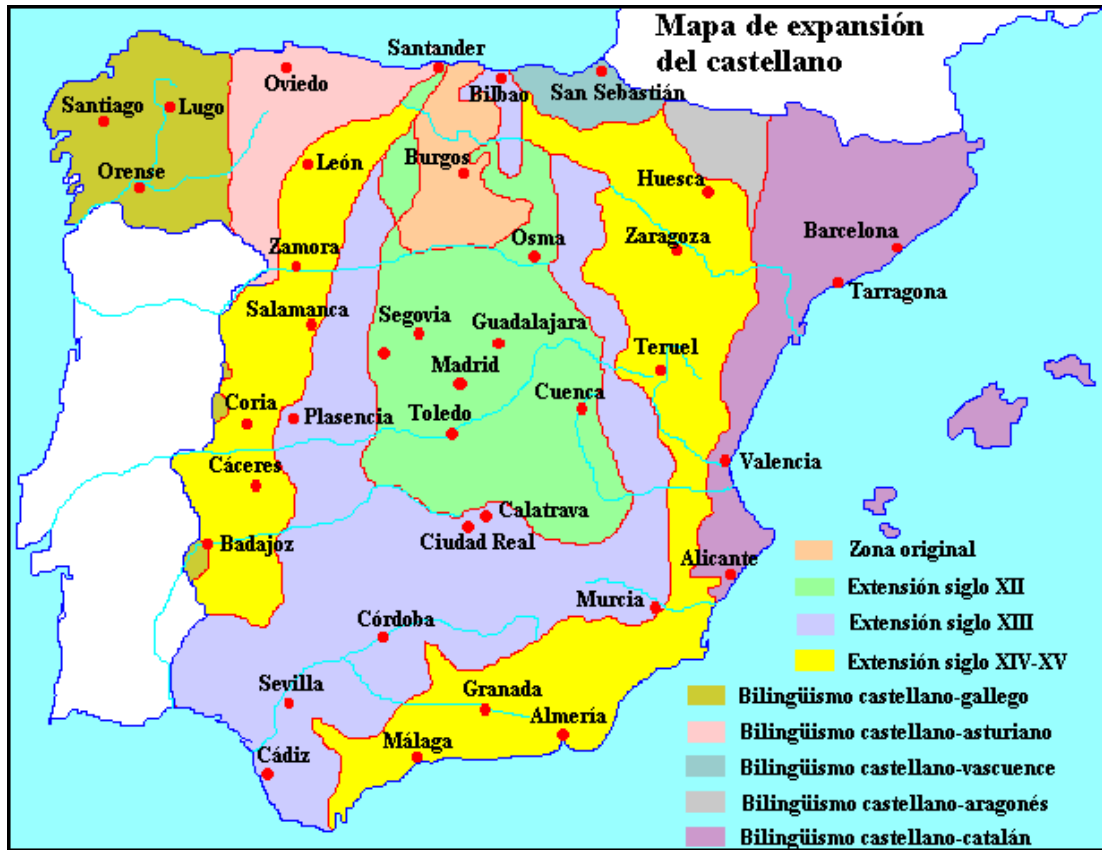 Mapa de expansión
del castellano
Santander
Oviedo
Bilbao
San Sebastián
Santiago
Lugo
León
Burgos
Orense
Huesca
Zamora
Osma
Zaragoza
Barcelona
Tarragona
Salamanca
Segovia
Guadalajara
Teruel
Madrid
Coria
Plasencia
Toledo
Cuenca
Cáceres
Valencia
Calatrava
Ciudad Real
Badajoz
Alicante
Murcia
Córdoba
Sevilla
Granada
Almería
Málaga
Cádiz
Zona original
Extensión siglo XII
Extensión siglo XIII
Extensión siglo XIV-XV
Bilingüismo castellano-gallego
Bilingüismo castellano-asturiano
Bilingüismo castellano-vascuence
Bilingüismo castellano-aragonés
Bilingüismo castellano-catalán